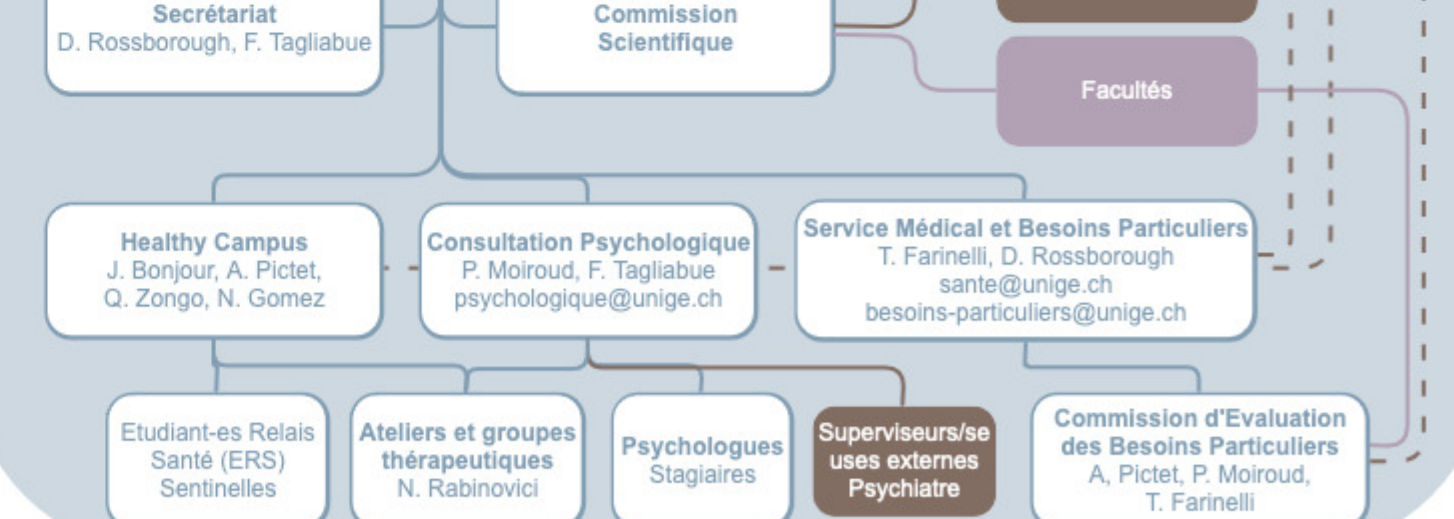 Secrétariat
D. Rossborough, F. Tagliabue
Commission
Scientifique
Facultés
Healthy Campus
J. Bonjour, A. Pictet,
Q. Zongo, N. Gomez
Consultation Psychologique
P. Moiroud, F. Tagliabue
psychologique@unige.ch
Service Médical et Besoins Particuliers
T. Farinelli, D. Rossborough
sante@unige.ch
besoins-particuliers@unige.ch
Etudiant-es Relais
Santé (ERS)
Sentinelles
Ateliers et groupes
thérapeutiques
N. Rabinovici
Psychologues
Stagiaires
Superviseurs/se
uses externes
Psychiatre
Commission d'Evaluation
des Besoins Particuliers
A, Pictet, P. Moiroud,
T. Farinelli